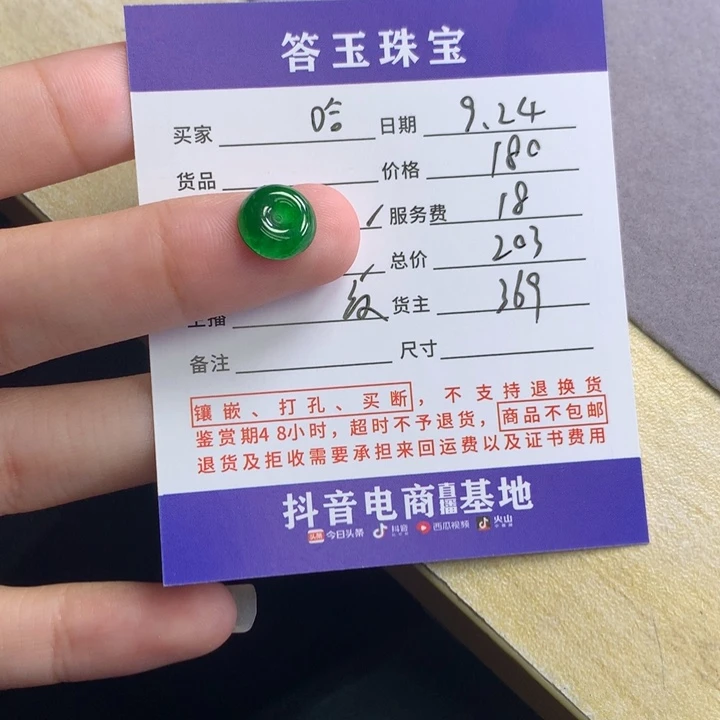 答玉珠宝
买家 哈 日期 9.24
货品 价格 180
服务费 18
总价 203
主播 货主 369
备注 尺寸
镶嵌、打孔、买断，不支持退换货
鉴赏期48小时，超时不予退货，商品不包邮
退货及拒收需要承担来回运费以及证书费用
抖音电商直播基地
头条 今日头条 抖音 西瓜视频 火山